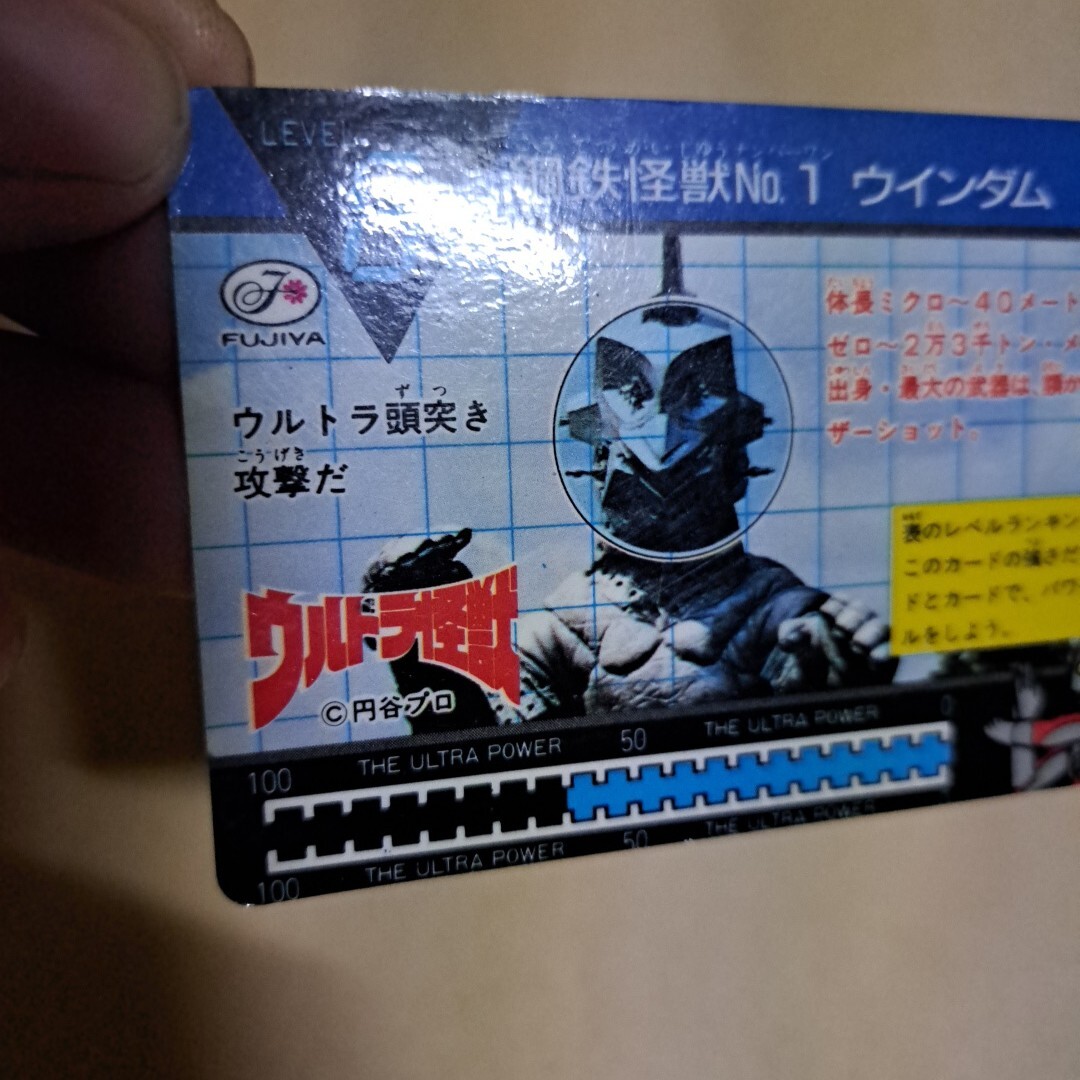 LEVEL
鉄怪獣No.1 ウインダム
FUJIYA
ずつ
ウルトラ頭突き
こうげき
攻撃だ
体長ミクロ〜40メート
ゼロ〜2万3千トン・メ
出身・最大の武器は、額か
ザーショット。
表のレベルランキン
このカードの強さだ
ドとカードで、パワ
ルをしよう。
ウルトラ怪獣
©円谷プロ
100 THE ULTRA POWER 50 THE ULTRA POWER 0
100 THE ULTRA POWER 50 THE ULTRA POWER